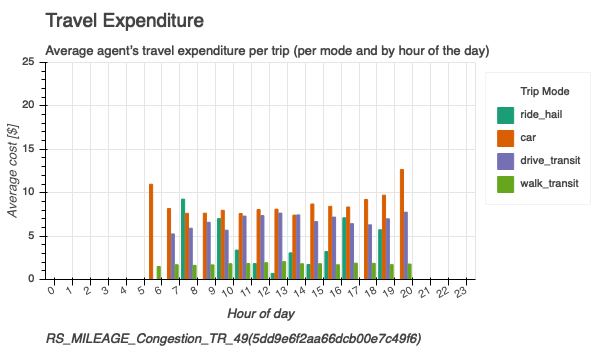 Travel Expenditure
Average agent's travel expenditure per trip (per mode and by hour of the day)
25
20
15
10
5
0
Average cost [$]
0 1 2 3 4 5 6 7 8 9 10 11 12 13 14 15 16 17 18 19 20 21 22 23
Hour of day
Trip Mode
ride_hail
car
drive_transit
walk_transit
RS_MILEAGE_Congestion_TR_49(5dd9e6f2aa66dcb00e7c49f6)